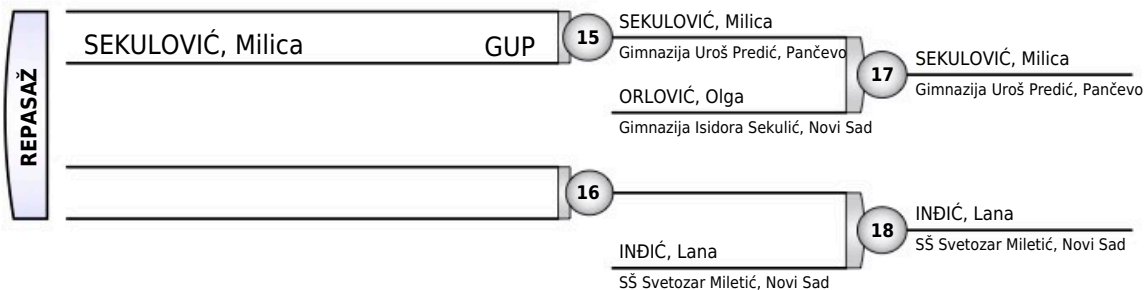 REPASAŽ
SEKULOVIĆ, Milica GUP
15
SEKULOVIĆ, Milica
Gimnazija Uroš Predić, Pančevo
ORLOVIĆ, Olga
Gimnazija Isidora Sekulić, Novi Sad
17
SEKULOVIĆ, Milica
Gimnazija Uroš Predić, Pančevo
16
INĐIĆ, Lana
SŠ Svetozar Miletić, Novi Sad
18
INĐIĆ, Lana
SŠ Svetozar Miletić, Novi Sad